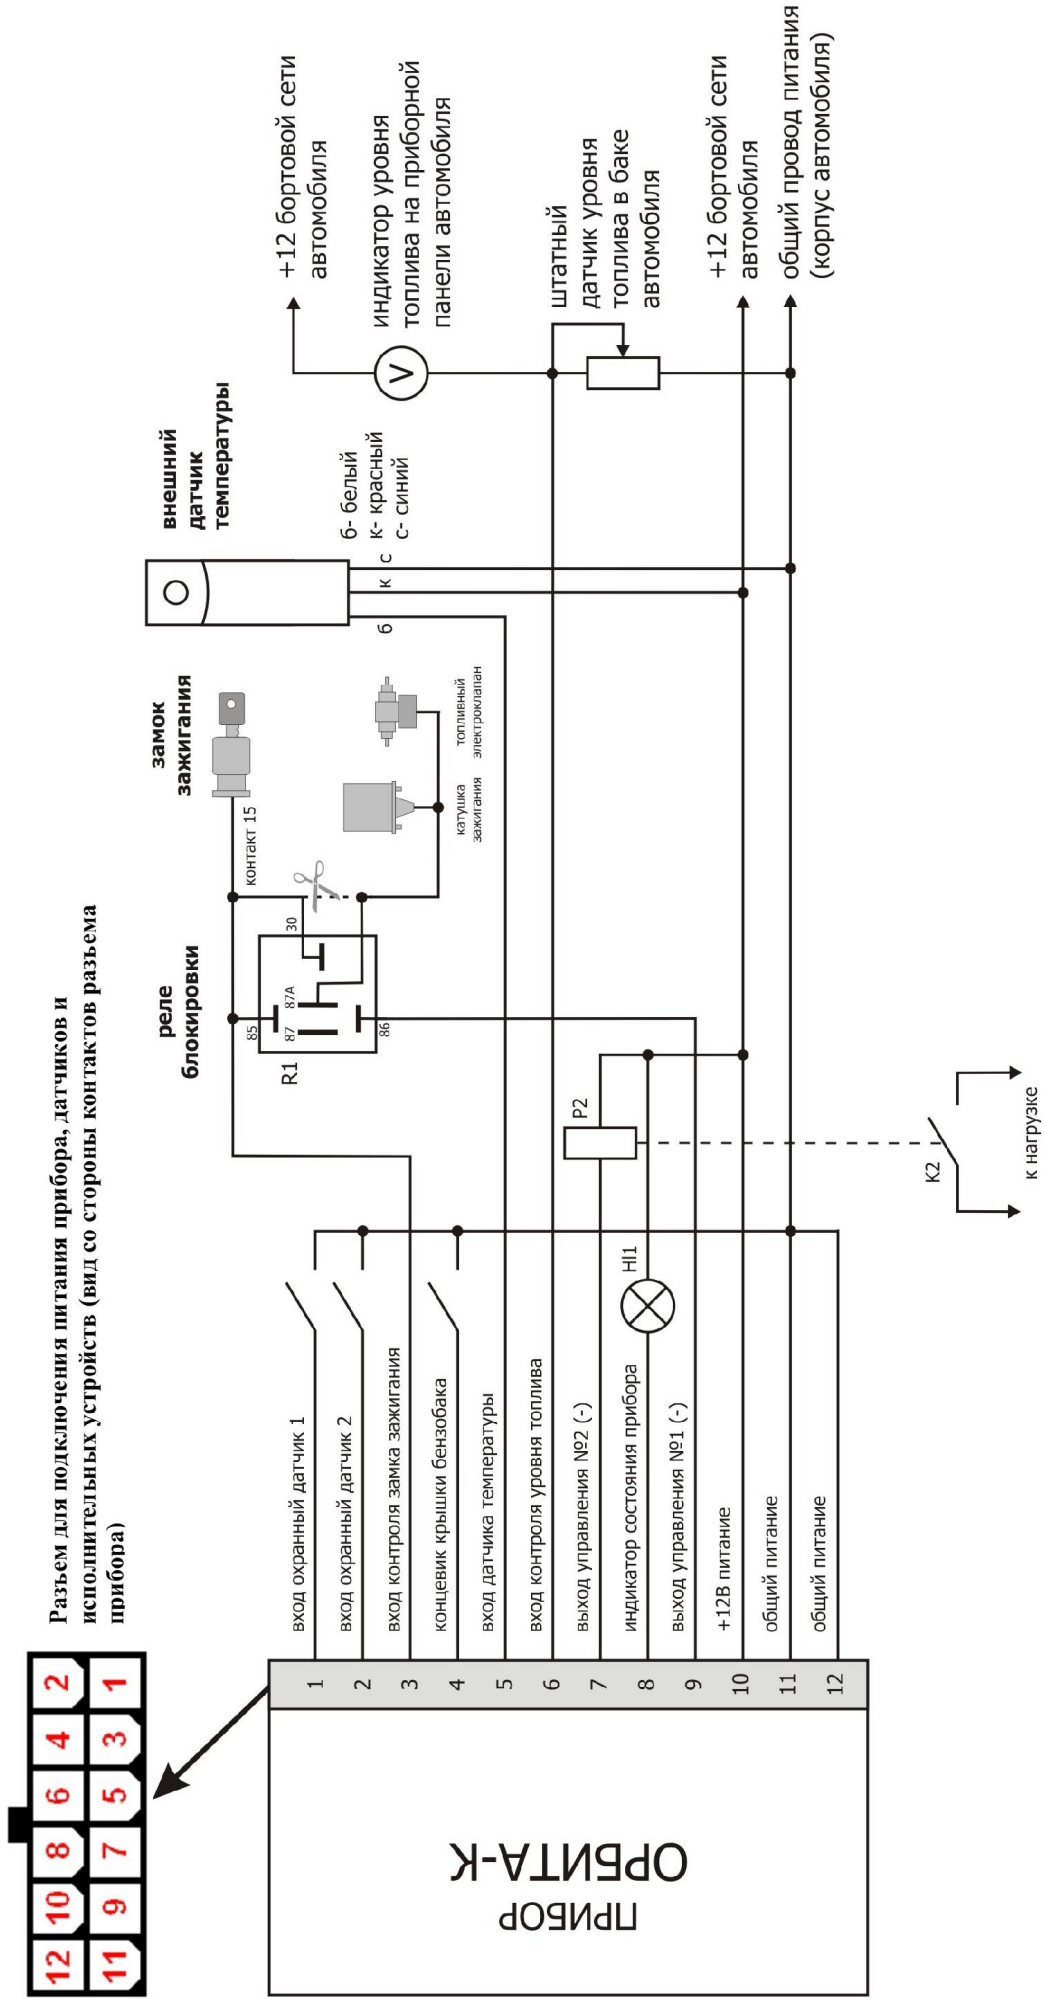 Разъем для подключения питания прибора, датчиков и
исполнительных устройств (вид со стороны контактов разъема
прибора)
12 10 8 6 4 2
11 9 7 5 3 1
ПРИБОР
ОРБИТА-К
1
вход охранный датчик 1
2
вход охранный датчик 2
3
вход контроля замка зажигания
4
концевик крышки бензобака
5
вход датчика температуры
6
вход контроля уровня топлива
7
выход управления №2 (-)
8
индикатор состояния прибора
9
выход управления №1 (-)
10
+12В питание
11
общий питание
12
общий питание
реле
блокировки
R1
85
87
87A
30
86
замок
зажигания
контакт 15
катушка
зажигания
топливный
электроклапан
внешний
датчик
температуры
б
к
с
б- белый
к- красный
с- синий
P2
Hl1
K2
к нагрузке
+12 бортовой сети
автомобиля
V
индикатор уровня
топлива на приборной
панели автомобиля
штатный
датчик уровня
топлива в баке
автомобиля
+12 бортовой сети
автомобиля
общий провод питания
(корпус автомобиля)